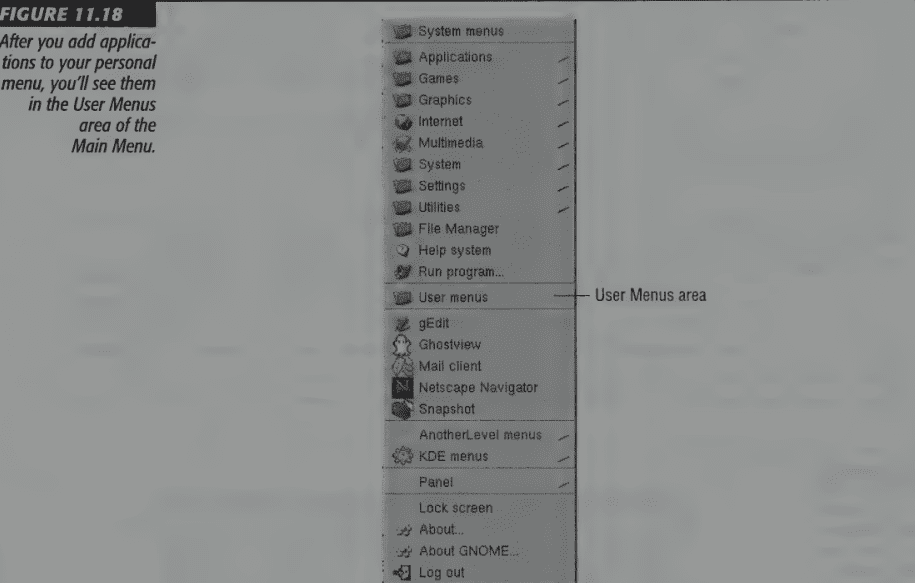 FIGURE 11.18
After you add applica-
tions to your personal
menu, you'll see them
in the User Menus
area of the
Main Menu.
System menus
Applications
Games
Graphics
Internet
Multimedia
System
Settings
Utilities
File Manager
Help system
Run program...
User menus
User Menus area
gEdit
Ghostview
Mail client
Netscape Navigator
Snapshot
AnotherLevel menus
KDE menus
Panel
Lock screen
About...
About GNOME...
Log out